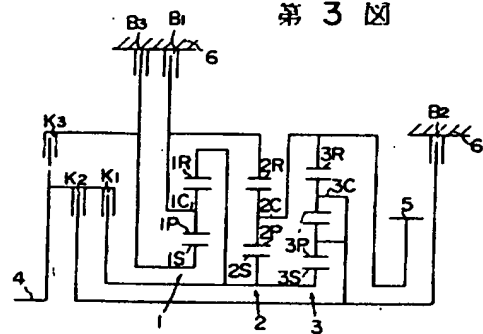 第 3 図
B3 B1
6
B2
6
K3
K2 K1
1R 2R 3R
1C 2C 3C
5
1P 2P 3P
1S 2S 3S
4
1 2 3